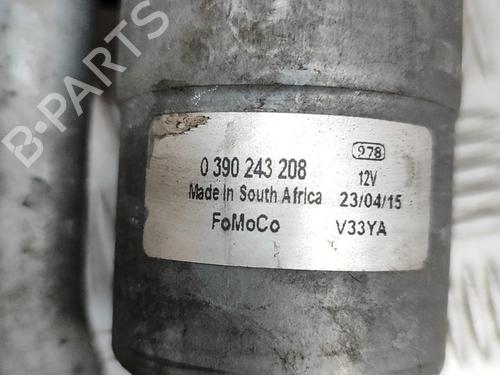 B-PARTS
978
0 390 243 208
12V
Made in South Africa
23/04/15
FoMoCo
V33YA